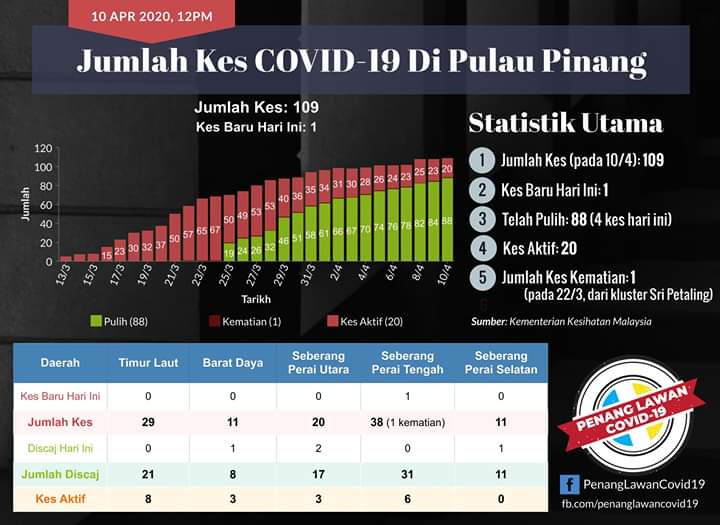 10 APR 2020, 12PM
Jumlah Kes COVID-19 Di Pulau Pinang
Jumlah Kes: 109
Kes Baru Hari Ini: 1
Jumlah
120
100
80
60
40
20
0
15 23 30 32 37 50 57 65 67 50 49 53 53 40 36 35 34 31 30 28 26 24 24 23 25 23 20
19 24 26 32 46 51 58 61 66 67 70 74 76 78 82 84 88
13/3 15/3 17/3 19/3 21/3 23/3 25/3 27/3 29/3 31/3 2/4 4/4 6/4 8/4 10/4
Tarikh
Pulih (88) Kematian (1) Kes Aktif (20)
Statistik Utama
1 Jumlah Kes (pada 10/4): 109
2 Kes Baru Hari Ini: 1
3 Telah Pulih: 88 (4 kes hari ini)
4 Kes Aktif: 20
5 Jumlah Kes Kematian: 1
(pada 22/3, dari kluster Sri Petaling)
Sumber: Kementerian Kesihatan Malaysia
Daerah Timur Laut Barat Daya Seberang Perai Utara Seberang Perai Tengah Seberang Perai Selatan
Kes Baru Hari Ini 0 0 0 1 0
Jumlah Kes 29 11 20 38 (1 kematian) 11
Discaj Hari Ini 0 1 2 0 1
Jumlah Discaj 21 8 17 31 11
Kes Aktif 8 3 3 6 0
PENANG LAWAN
COVID-19
PenangLawanCovid19
fb.com/penanglawancovid19